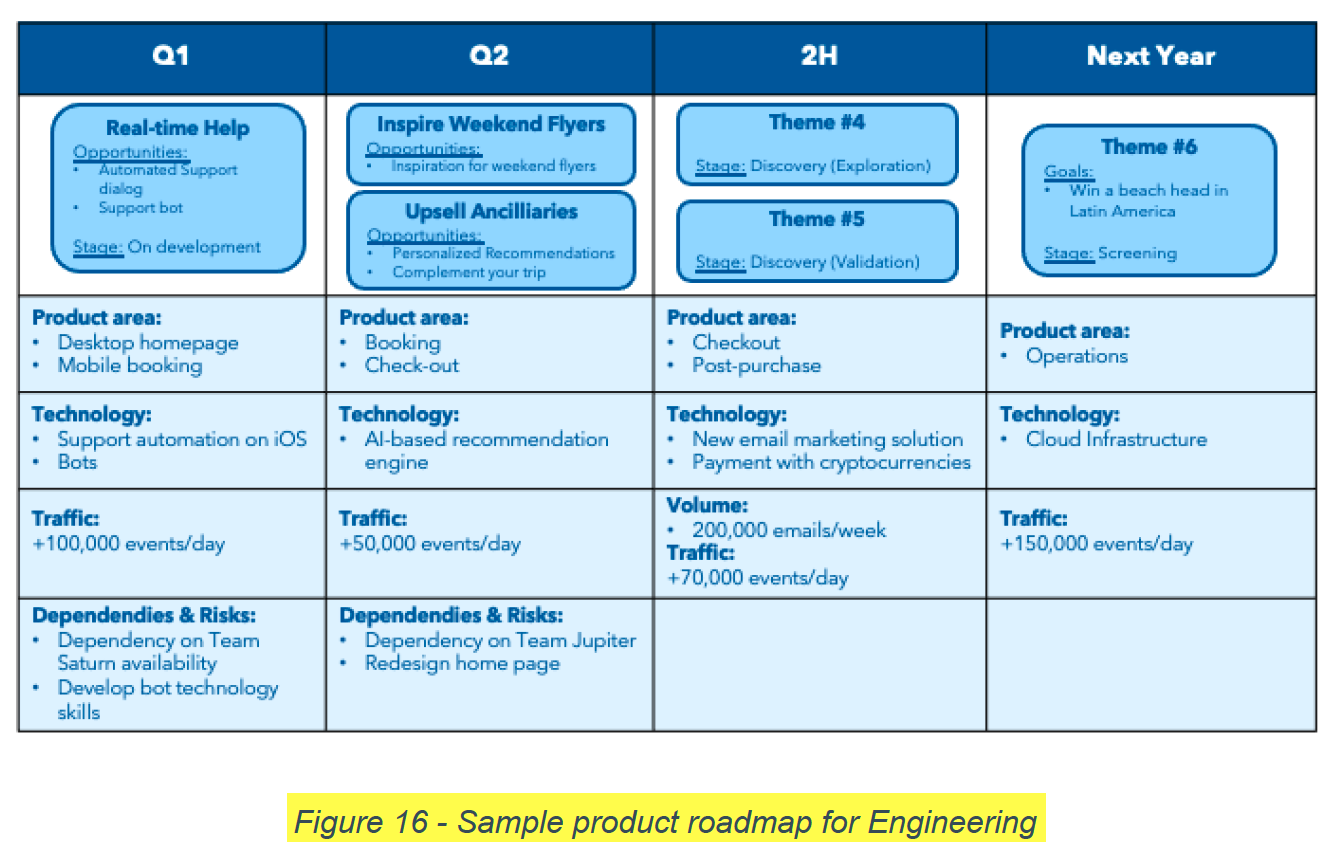 Q1
Q2
2H
Next Year
Real-time Help
Opportunities:
• Automated Support
dialog
• Support bot
Stage: On development
Inspire Weekend Flyers
Opportunities:
• Inspiration for weekend flyers
Upsell Ancilliaries
Opportunities:
• Personalized Recommendations
• Complement your trip
Theme #4
Stage: Discovery (Exploration)
Theme #5
Stage: Discovery (Validation)
Theme #6
Goals:
• Win a beach head in
Latin America
Stage: Screening
Product area:
• Desktop homepage
• Mobile booking
Product area:
• Booking
• Check-out
Product area:
• Checkout
• Post-purchase
Product area:
• Operations
Technology:
• Support automation on iOS
• Bots
Technology:
• AI-based recommendation
engine
Technology:
• New email marketing solution
• Payment with cryptocurrencies
Technology:
• Cloud Infrastructure
Traffic:
+100,000 events/day
Traffic:
+50,000 events/day
Volume:
• 200,000 emails/week
Traffic:
+70,000 events/day
Traffic:
+150,000 events/day
Dependendies & Risks:
• Dependency on Team
Saturn availability
• Develop bot technology
skills
Dependendies & Risks:
• Dependency on Team Jupiter
• Redesign home page
Figure 16 - Sample product roadmap for Engineering